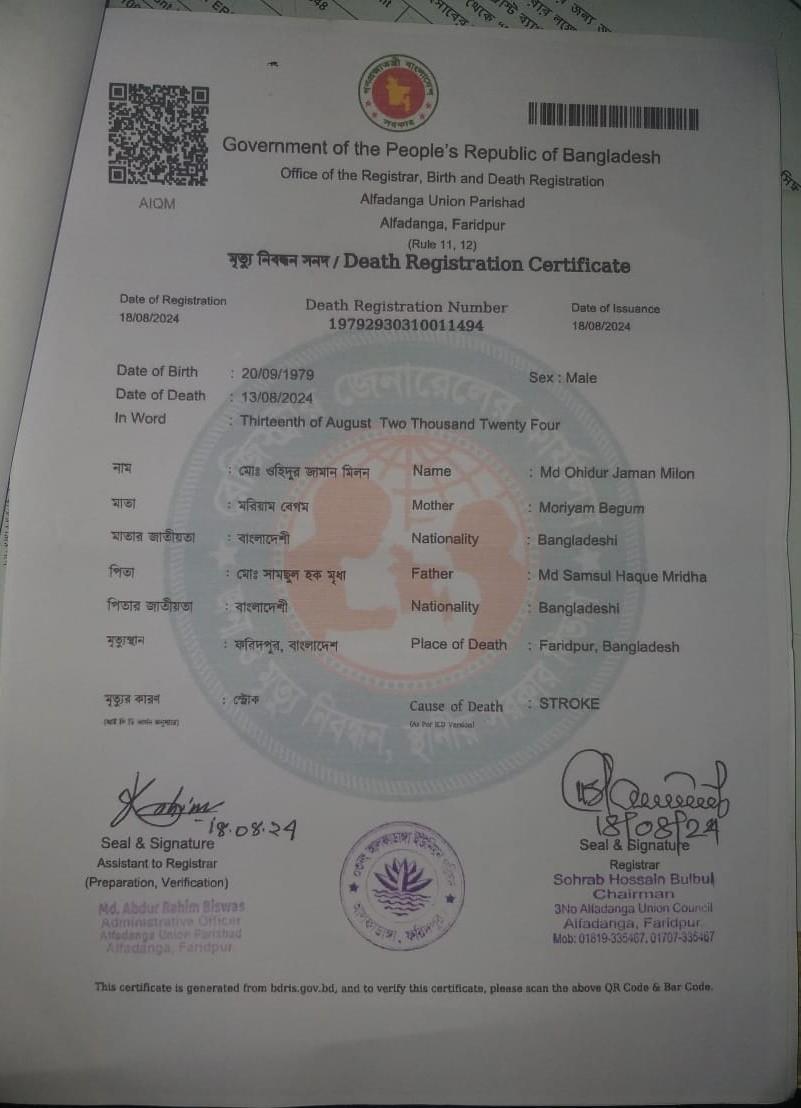 গণপ্রজাতন্ত্রী বাংলাদেশ
সরকার
AIQM
Government of the People's Republic of Bangladesh
Office of the Registrar, Birth and Death Registration
Alfadanga Union Parishad
Alfadanga, Faridpur
(Rule 11, 12)
মৃত্যু নিবন্ধন সনদ / Death Registration Certificate
Date of Registration
18/08/2024
Death Registration Number
19792930310011494
Date of Issuance
18/08/2024
Date of Birth : 20/09/1979 Sex : Male
Date of Death : 13/08/2024
In Word : Thirteenth of August Two Thousand Twenty Four
নাম : মোঃ ওহিদুর জামান মিলন Name : Md Ohidur Jaman Milon
মাতা : মরিয়াম বেগম Mother : Moriyam Begum
মাতার জাতীয়তা : বাংলাদেশী Nationality : Bangladeshi
পিতা : মোঃ সামছুল হক মৃধা Father : Md Samsul Haque Mridha
পিতার জাতীয়তা : বাংলাদেশী Nationality : Bangladeshi
মৃত্যুস্থান : ফরিদপুর, বাংলাদেশ Place of Death : Faridpur, Bangladesh
মৃত্যুর কারণ : স্ট্রোক Cause of Death : STROKE
(As Per ICD Version)
18.08.24
Seal & Signature
Assistant to Registrar
(Preparation, Verification)
Md. Abdur Rahim Biswas
Administrative Officer
Alfadanga Union Parishad
Alfadanga, Faridpur.
18/08/24
Seal & Signature
Registrar
Sohrab Hossain Bulbul
Chairman
3No Alfadanga Union Council
Alfadanga, Faridpur.
Mob: 01819-335467, 01707-335467
This certificate is generated from bdris.gov.bd, and to verify this certificate, please scan the above QR Code & Bar Code.